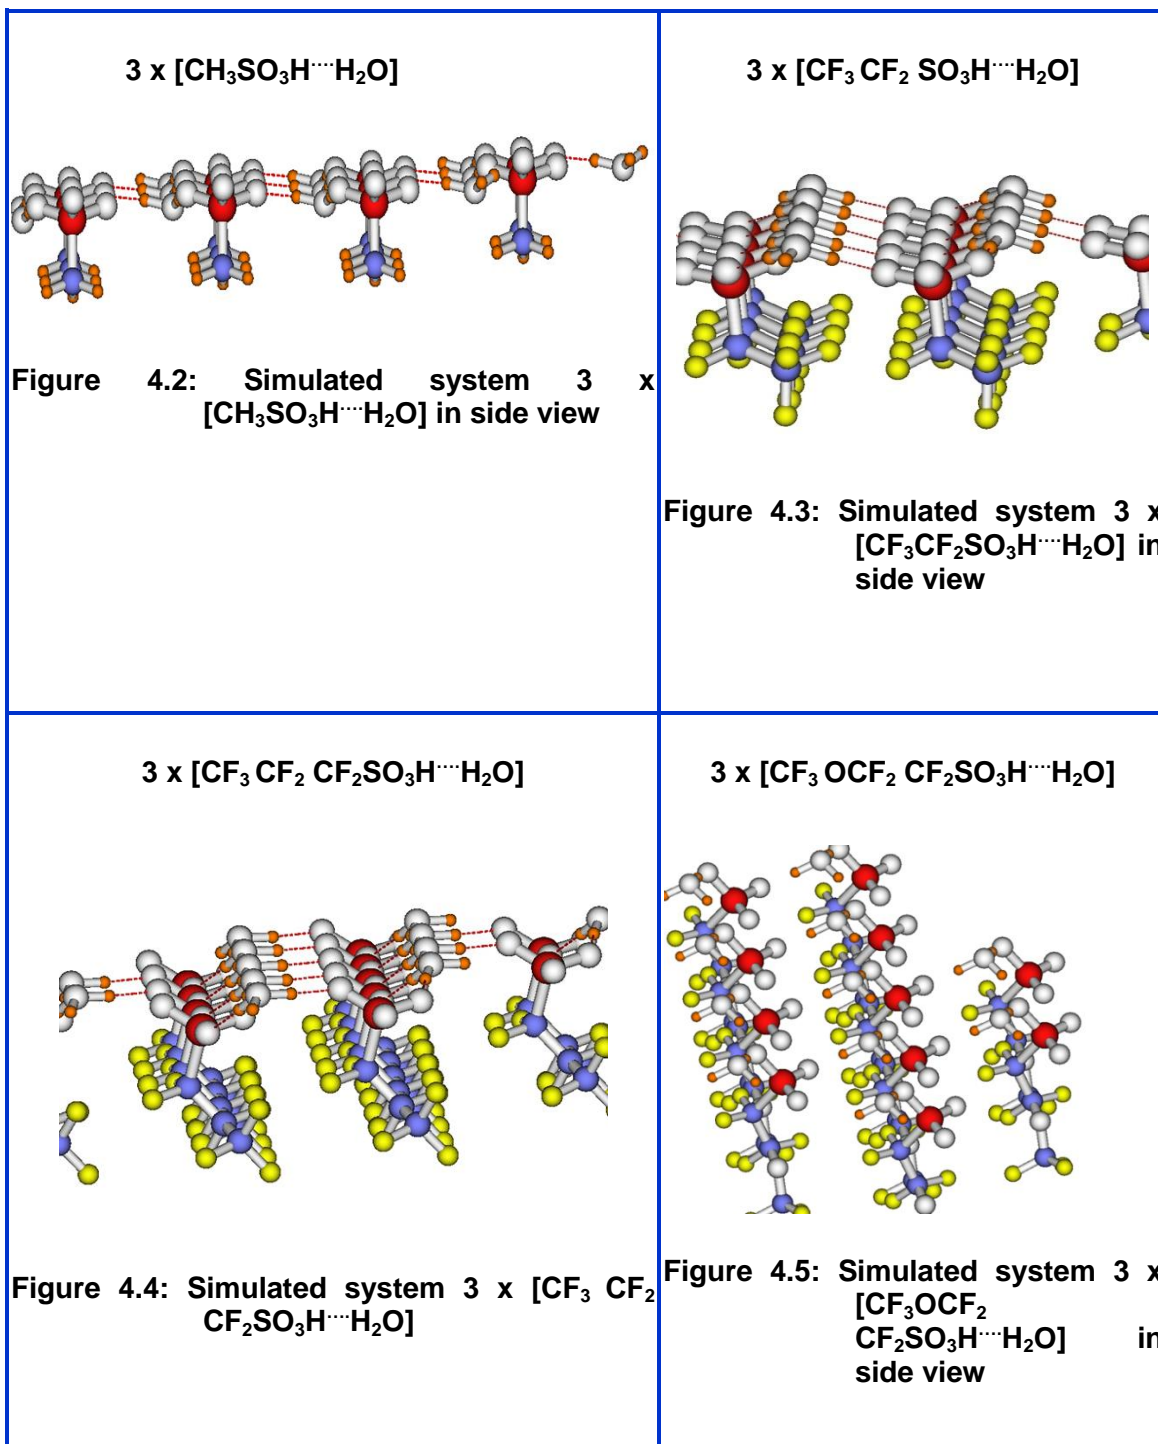 3 x [CH₃SO₃H····H₂O]
Figure 4.2: Simulated system 3 x
[CH₃SO₃H····H₂O] in side view
3 x [CF₃ CF₂ SO₃H····H₂O]
Figure 4.3: Simulated system 3 x
[CF₃CF₂SO₃H····H₂O] in
side view
3 x [CF₃ CF₂ CF₂SO₃H····H₂O]
Figure 4.4: Simulated system 3 x [CF₃ CF₂
CF₂SO₃H····H₂O]
3 x [CF₃ OCF₂ CF₂SO₃H····H₂O]
Figure 4.5: Simulated system 3 x
[CF₃OCF₂
CF₂SO₃H····H₂O] in
side view